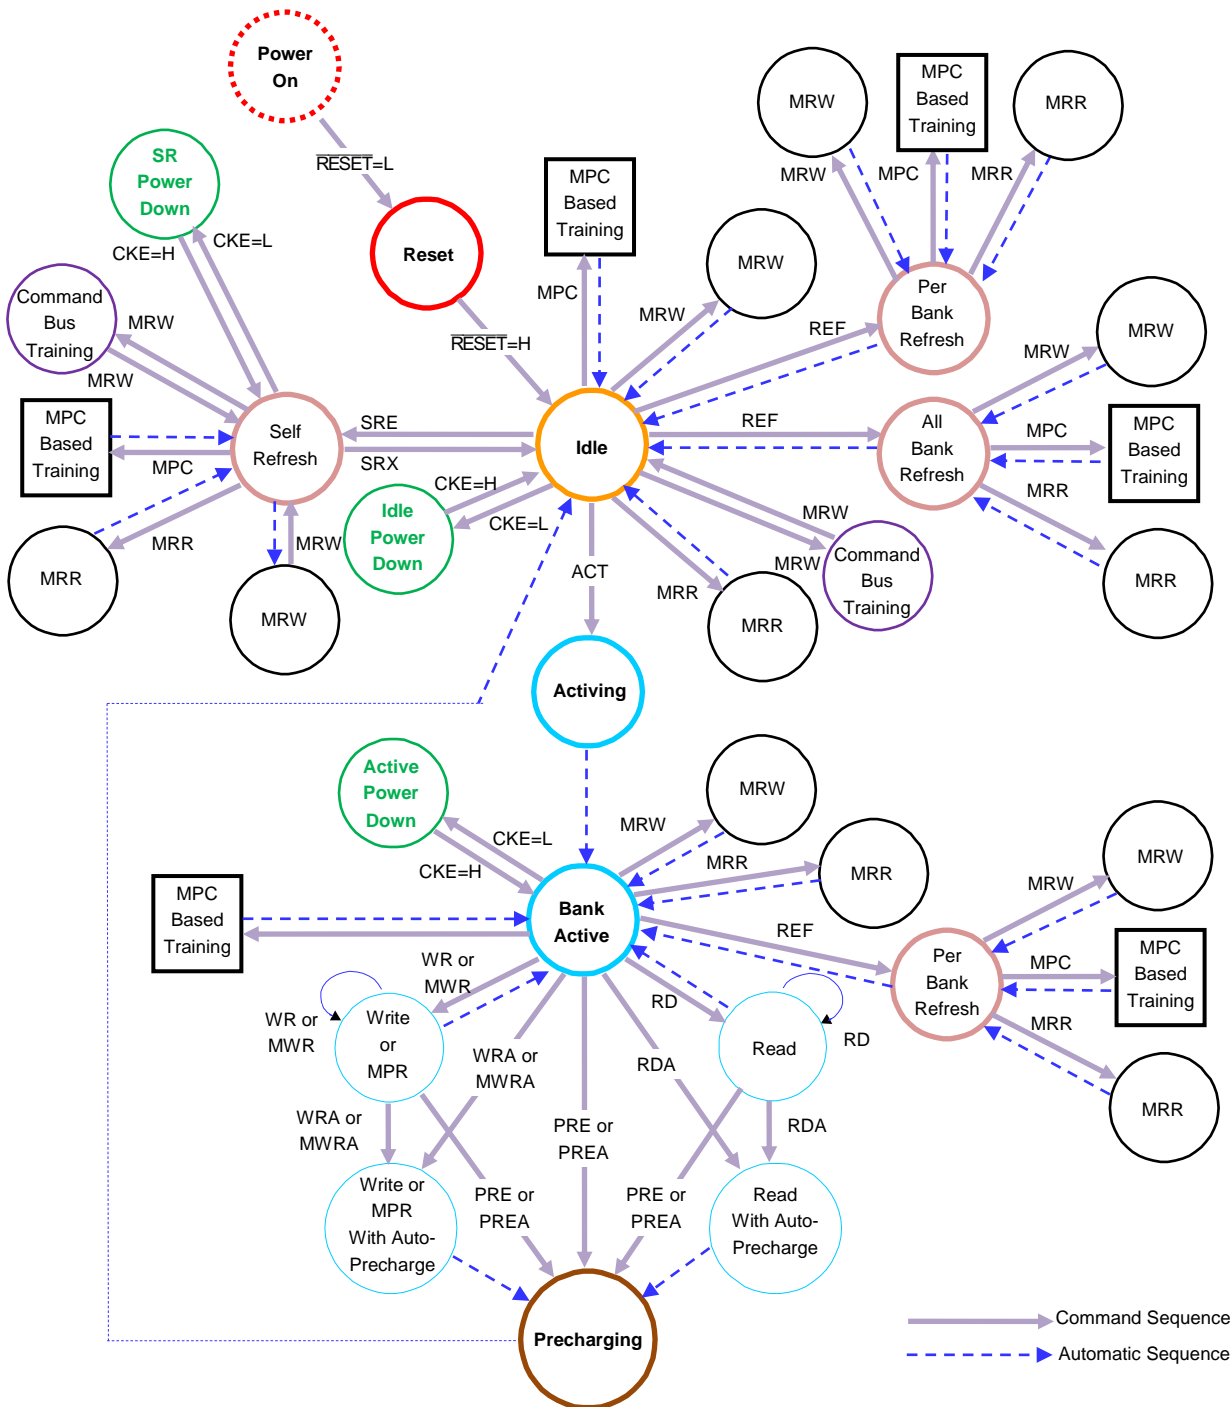 Power
On
RESET=L
SR
Power
Down
CKE=H
CKE=L
Reset
RESET=H
Command
Bus
Training
MRW
MRW
MPC
Based
Training
MPC
MRR
MRR
Self
Refresh
MRW
MRW
SRE
SRX
Idle
Power
Down
CKE=H
CKE=L
MPC
Based
Training
MPC
MRW
MRW
Idle
MRW
MRW
MPC
Based
Training
MPC
MRR
MRR
Per
Bank
Refresh
REF
REF
All
Bank
Refresh
MRW
MRW
MPC
MPC
Based
Training
MRR
MRR
MRW
MRW
Command
Bus
Training
MRR
MRR
ACT
Activing
Active
Power
Down
CKE=L
CKE=H
MPC
Based
Training
Bank
Active
MRW
MRW
MRR
MRR
REF
Per
Bank
Refresh
MRW
MRW
MPC
MPC
Based
Training
MRR
MRR
WR or
MWR
WR or
MWR
Write
or
MPR
WRA or
MWRA
WRA or
MWRA
RD
Read
RD
RDA
RDA
PRE or
PREA
PRE or
PREA
PRE or
PREA
Write or
MPR
With Auto-
Precharge
Read
With Auto-
Precharge
Precharging
Command Sequence
Automatic Sequence